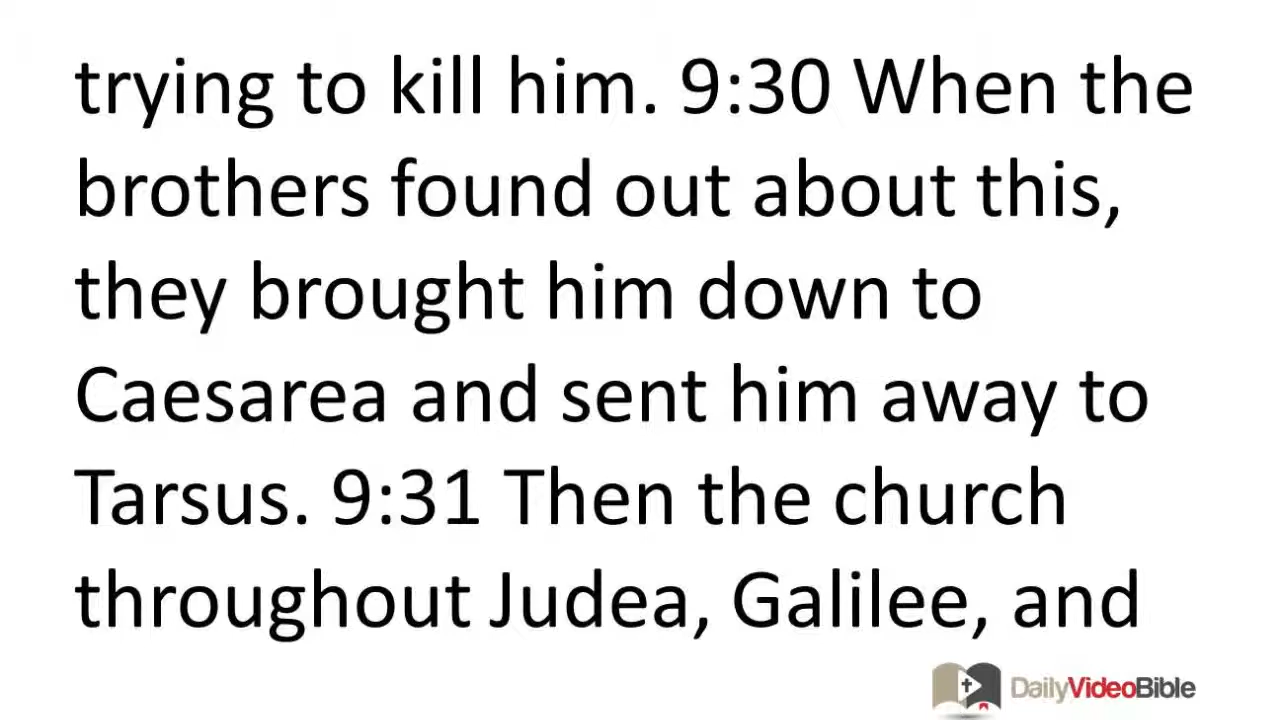 trying to kill him. 9:30 When the
brothers found out about this,
they brought him down to
Caesarea and sent him away to
Tarsus. 9:31 Then the church
throughout Judea, Galilee, and
DailyVideoBible